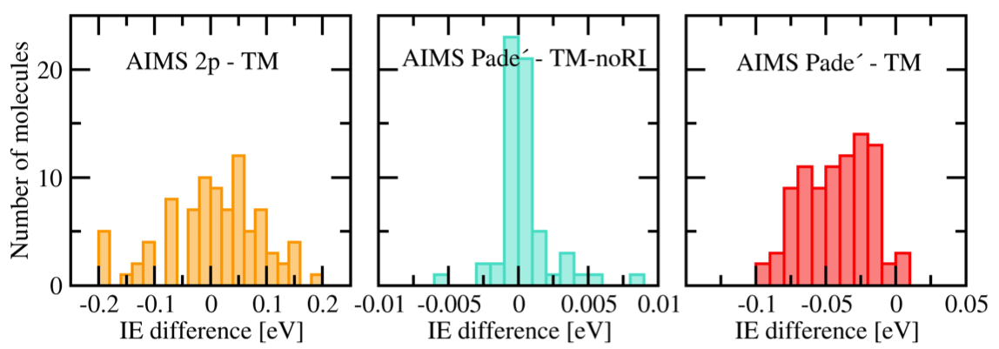 AIMS 2p - TM
AIMS Pade´ - TM-noRI
AIMS Pade´ - TM
Number of molecules
20
10
0
-0.2 -0.1 0 0.1 0.2
-0.01 -0.005 0 0.005 0.01
-0.1 -0.05 0 0.05
IE difference [eV]
IE difference [eV]
IE difference [eV]